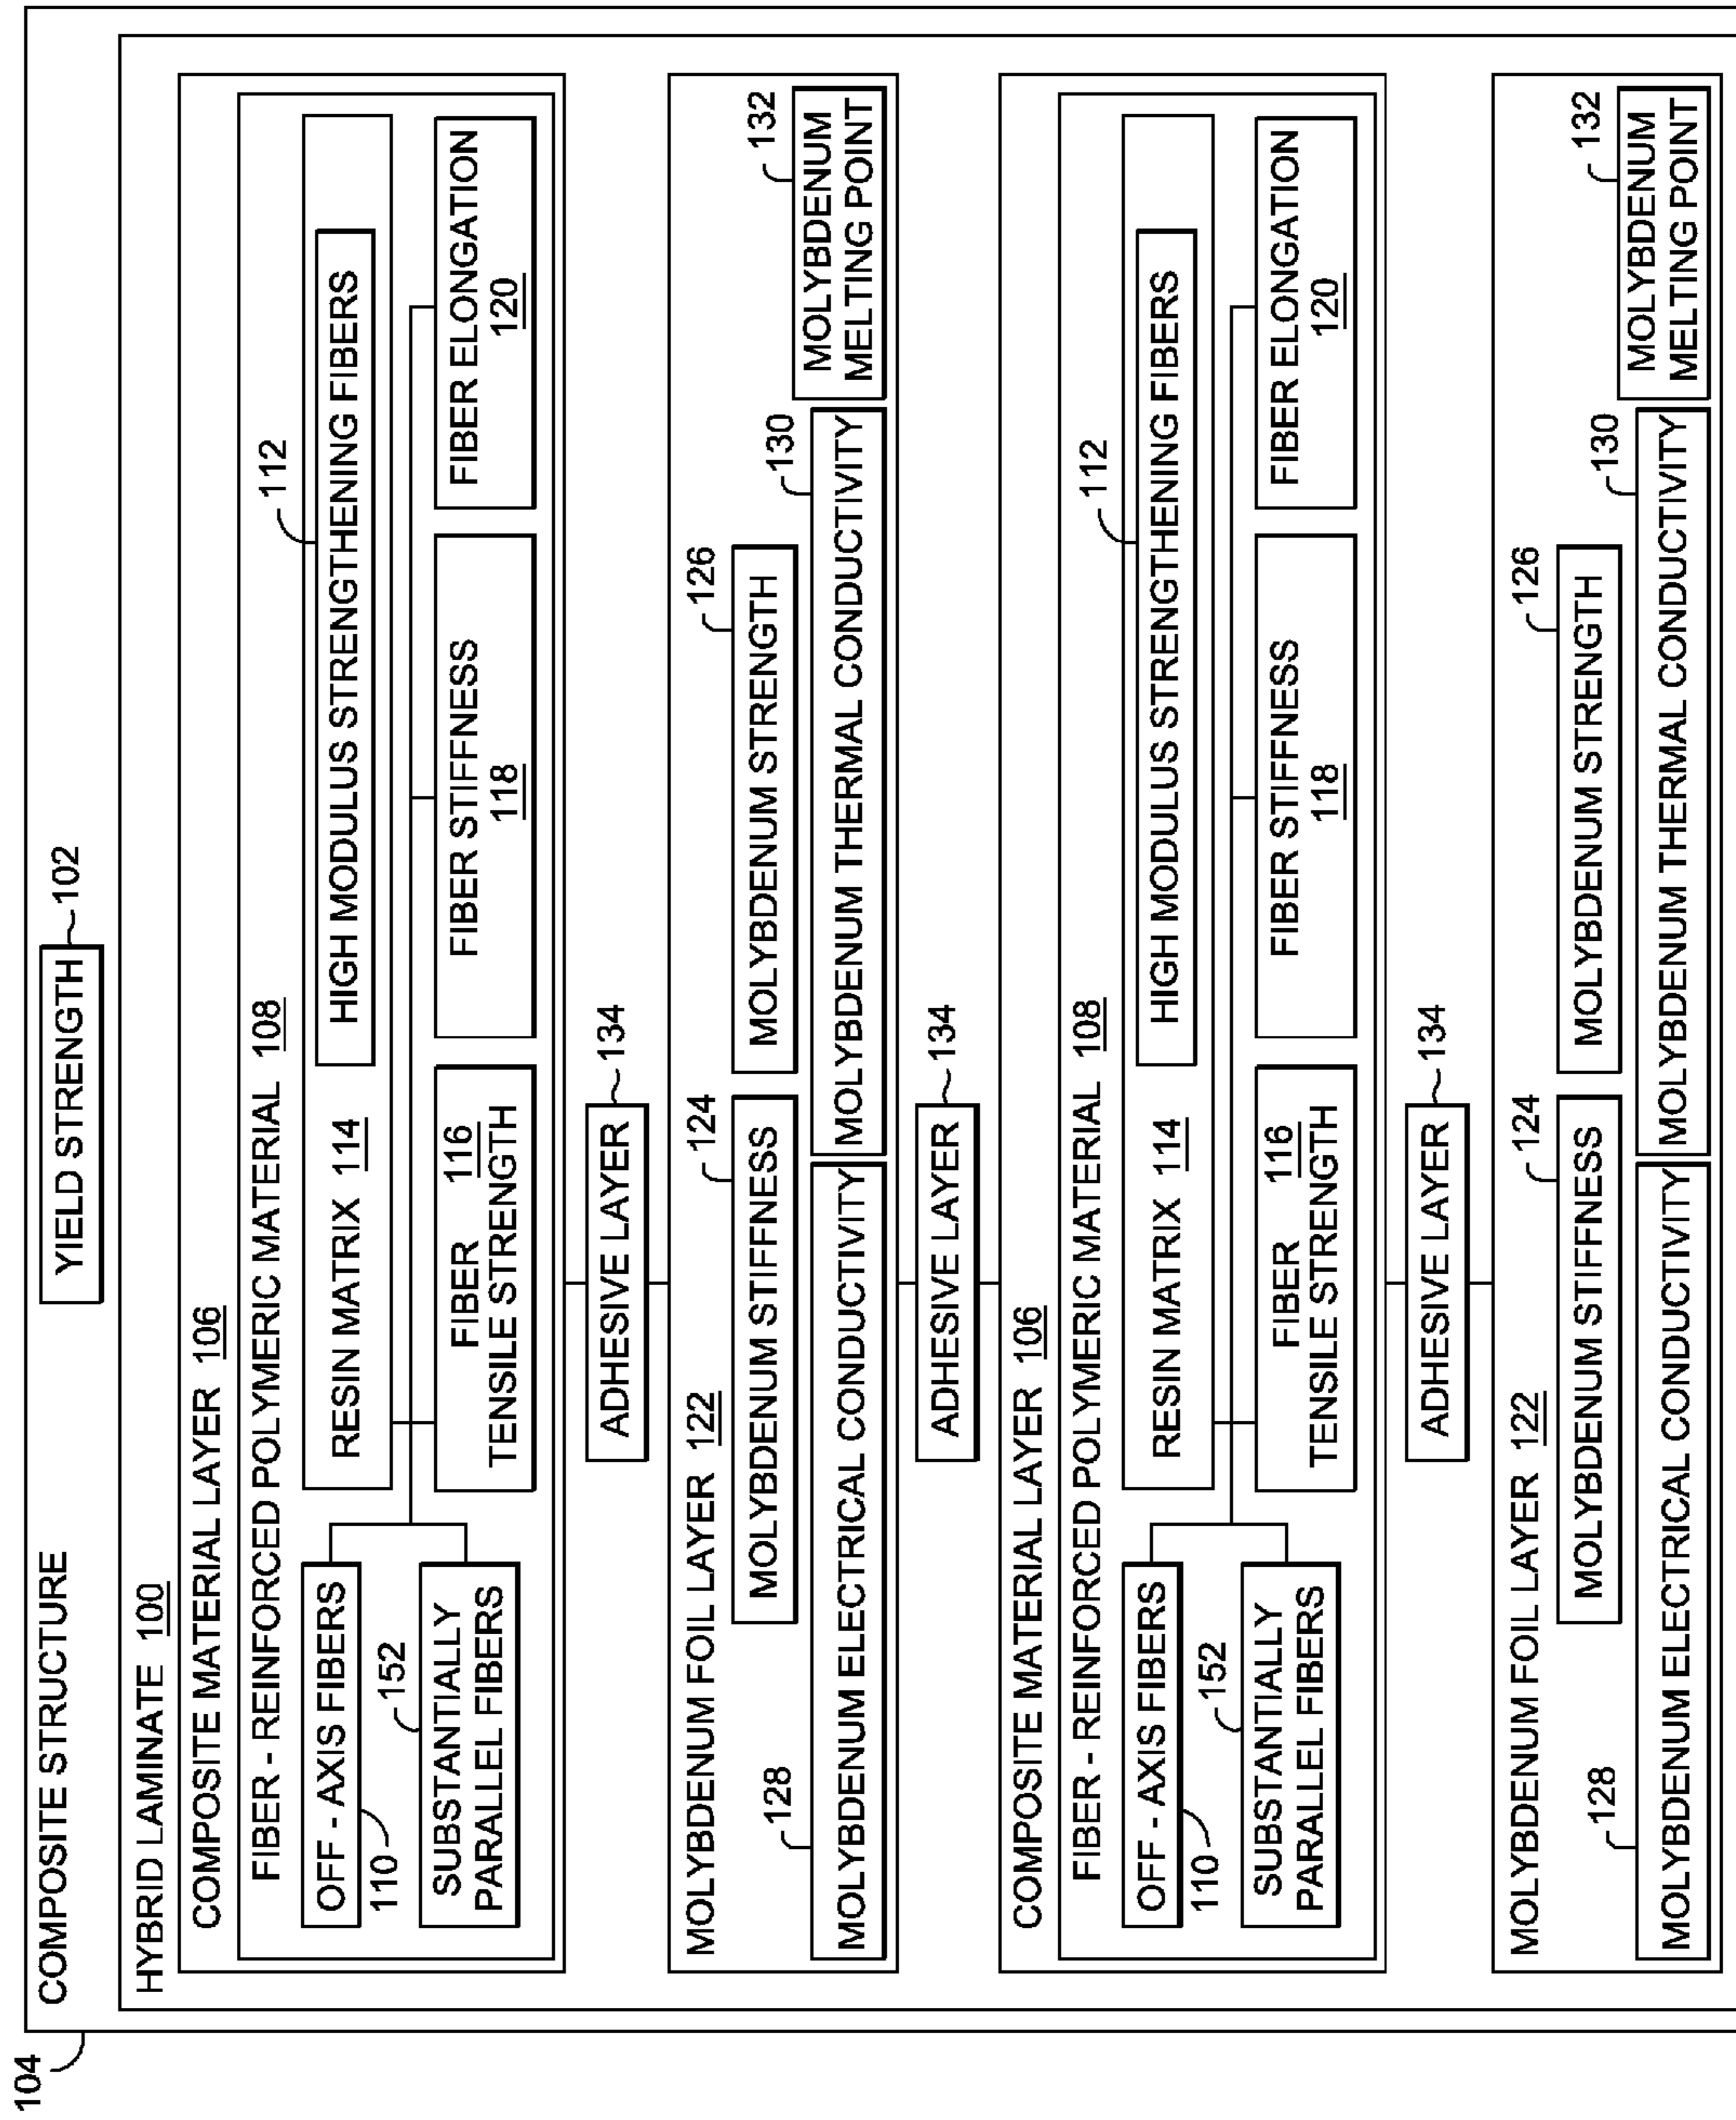 104
COMPOSITE STRUCTURE
YIELD STRENGTH
102
HYBRID LAMINATE 100
COMPOSITE MATERIAL LAYER 106
FIBER - REINFORCED POLYMERIC MATERIAL 108
112
OFF - AXIS FIBERS
RESIN MATRIX 114
HIGH MODULUS STRENGTHENING FIBERS
110
152
SUBSTANTIALLY
PARALLEL FIBERS
FIBER 116
TENSILE STRENGTH
FIBER STIFFNESS
118
FIBER ELONGATION
120
ADHESIVE LAYER
134
MOLYBDENUM FOIL LAYER 122
124
126
132
MOLYBDENUM STIFFNESS
MOLYBDENUM STRENGTH
128
130
MOLYBDENUM
MELTING POINT
MOLYBDENUM ELECTRICAL CONDUCTIVITY
MOLYBDENUM THERMAL CONDUCTIVITY
ADHESIVE LAYER
134
COMPOSITE MATERIAL LAYER 106
FIBER - REINFORCED POLYMERIC MATERIAL 108
112
OFF - AXIS FIBERS
RESIN MATRIX 114
HIGH MODULUS STRENGTHENING FIBERS
110
152
SUBSTANTIALLY
PARALLEL FIBERS
FIBER 116
TENSILE STRENGTH
FIBER STIFFNESS
118
FIBER ELONGATION
120
ADHESIVE LAYER
134
MOLYBDENUM FOIL LAYER 122
124
126
132
MOLYBDENUM STIFFNESS
MOLYBDENUM STRENGTH
128
130
MOLYBDENUM
MELTING POINT
MOLYBDENUM ELECTRICAL CONDUCTIVITY
MOLYBDENUM THERMAL CONDUCTIVITY